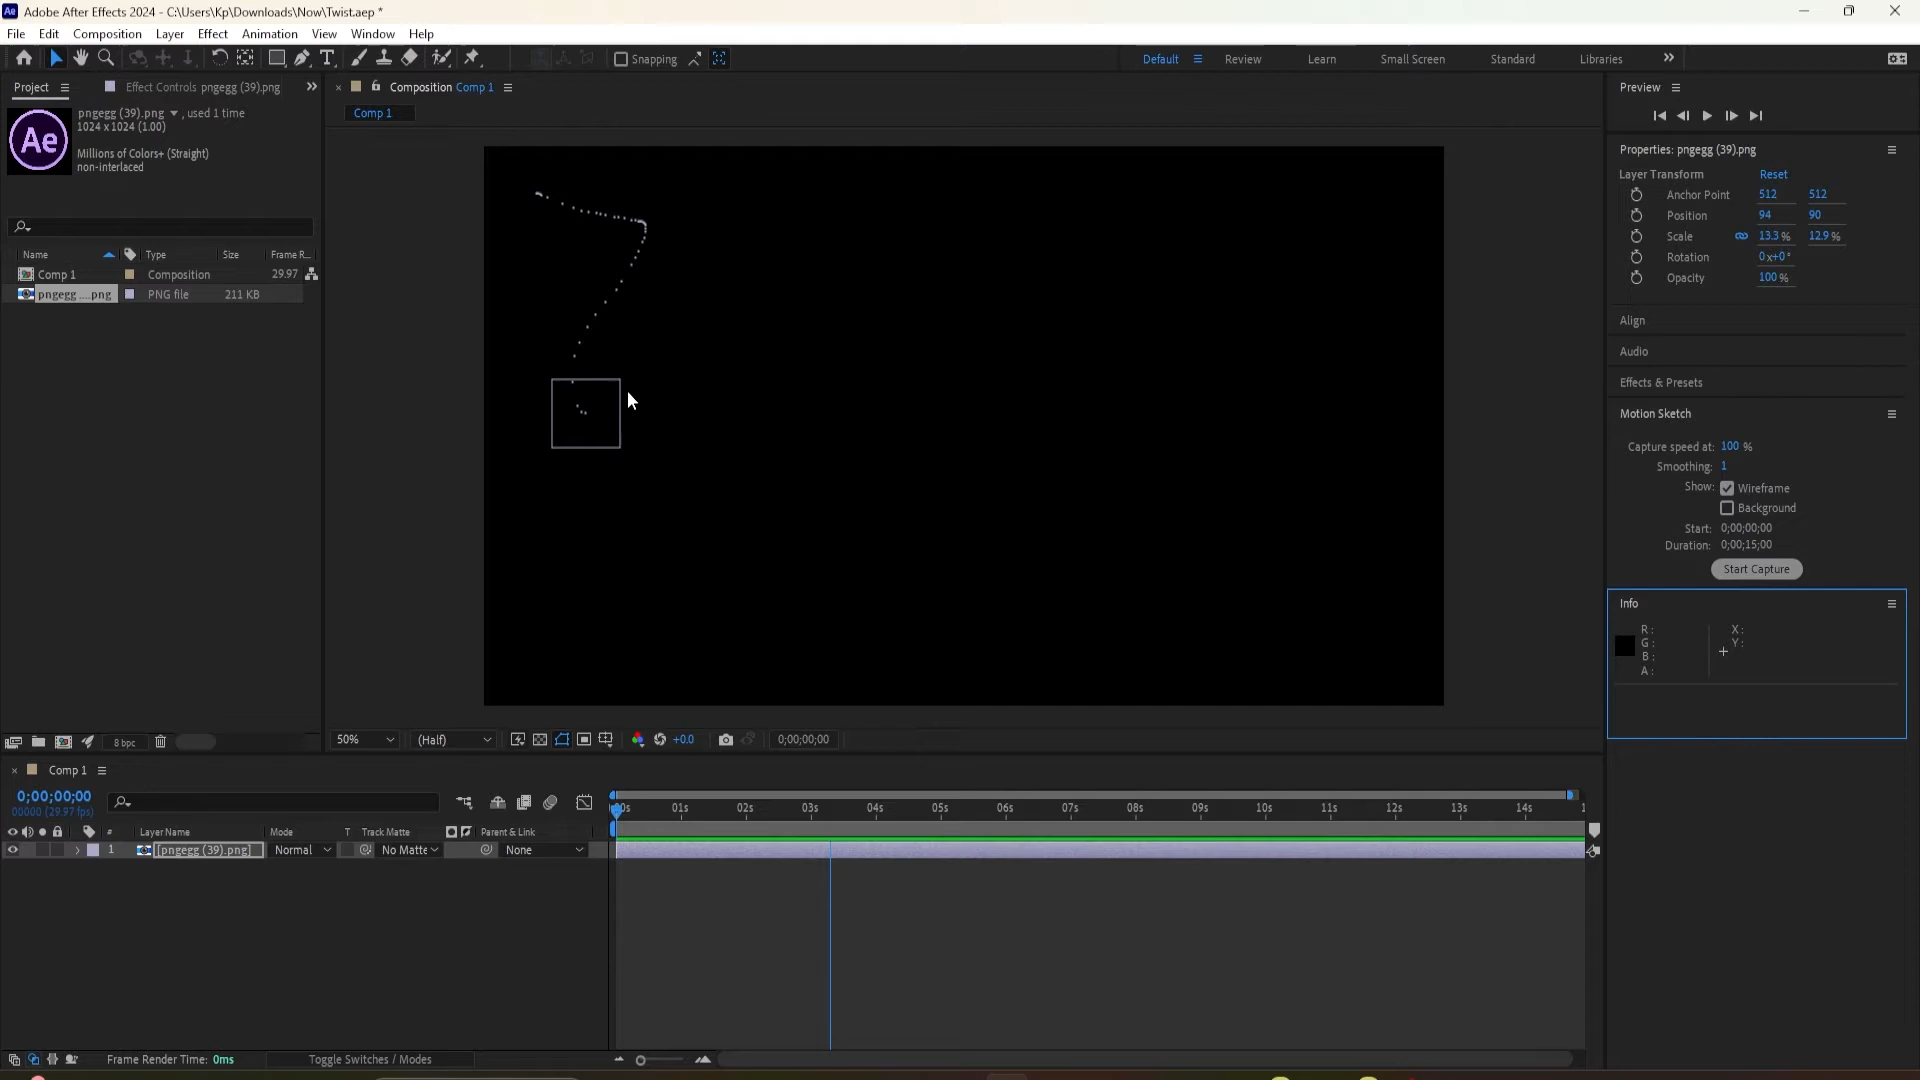 Ae Adobe After Effects 2024 - C:\Users\Kp\Downloads\Now\Twist.aep *
File Edit Composition Layer Effect Animation View Window Help
Snapping Default Review Learn Small Screen Standard Libraries
Project Effect Controls pngegg (39).png
Composition Comp 1
Comp 1
Ae
pngegg (39).png , used 1 time
1024 x 1024 (1.00)
Millions of Colors+ (Straight)
non-interlaced
Name Type Size Frame R...
Comp 1 Composition 29.97
pngegg ....png PNG file 211 KB
8 bpc
50% (Half) +0.0 0;00;00;00
Preview
Properties: pngegg (39).png
Layer Transform Reset
Anchor Point 512 512
Position 94 90
Scale 13.3 % 12.9 %
Rotation 0x+0°
Opacity 100 %
Align
Audio
Effects & Presets
Motion Sketch
Capture speed at: 100 %
Smoothing: 1
Show: Wireframe
Background
Start: 0;00;00;00
Duration: 0;00;15;00
Start Capture
Info
R : X :
G : Y :
B :
A :
Comp 1
0;00;00;00
00000 (29.97 fps)
00s 01s 02s 03s 04s 05s 06s 07s 08s 09s 10s 11s 12s 13s 14s 1
# Layer Name Mode T Track Matte Parent & Link
1 [pngegg (39).png] Normal No Matte None
Frame Render Time: 0ms Toggle Switches / Modes